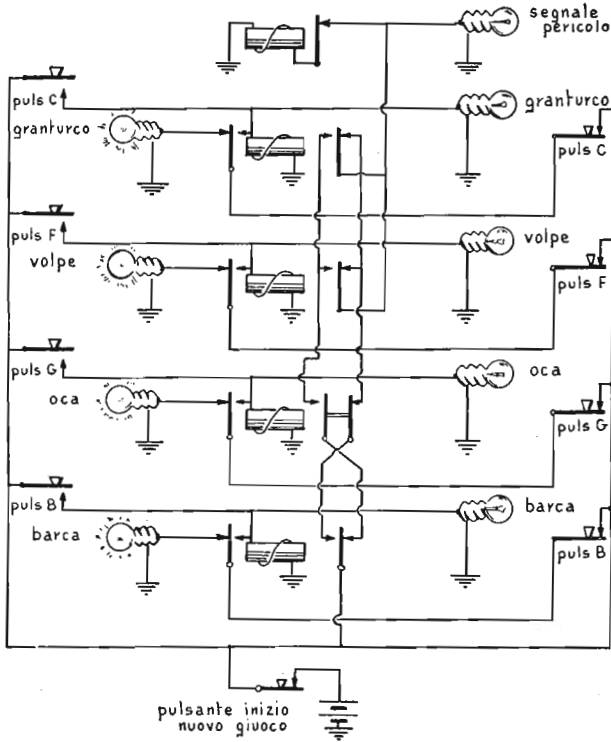 segnale
pericolo
puls C
granturco
granturco
puls C
puls F
volpe
volpe
puls F
puls G
oca
oca
puls G
puls B
barca
barca
puls B
pulsante inizio
nuovo giuoco